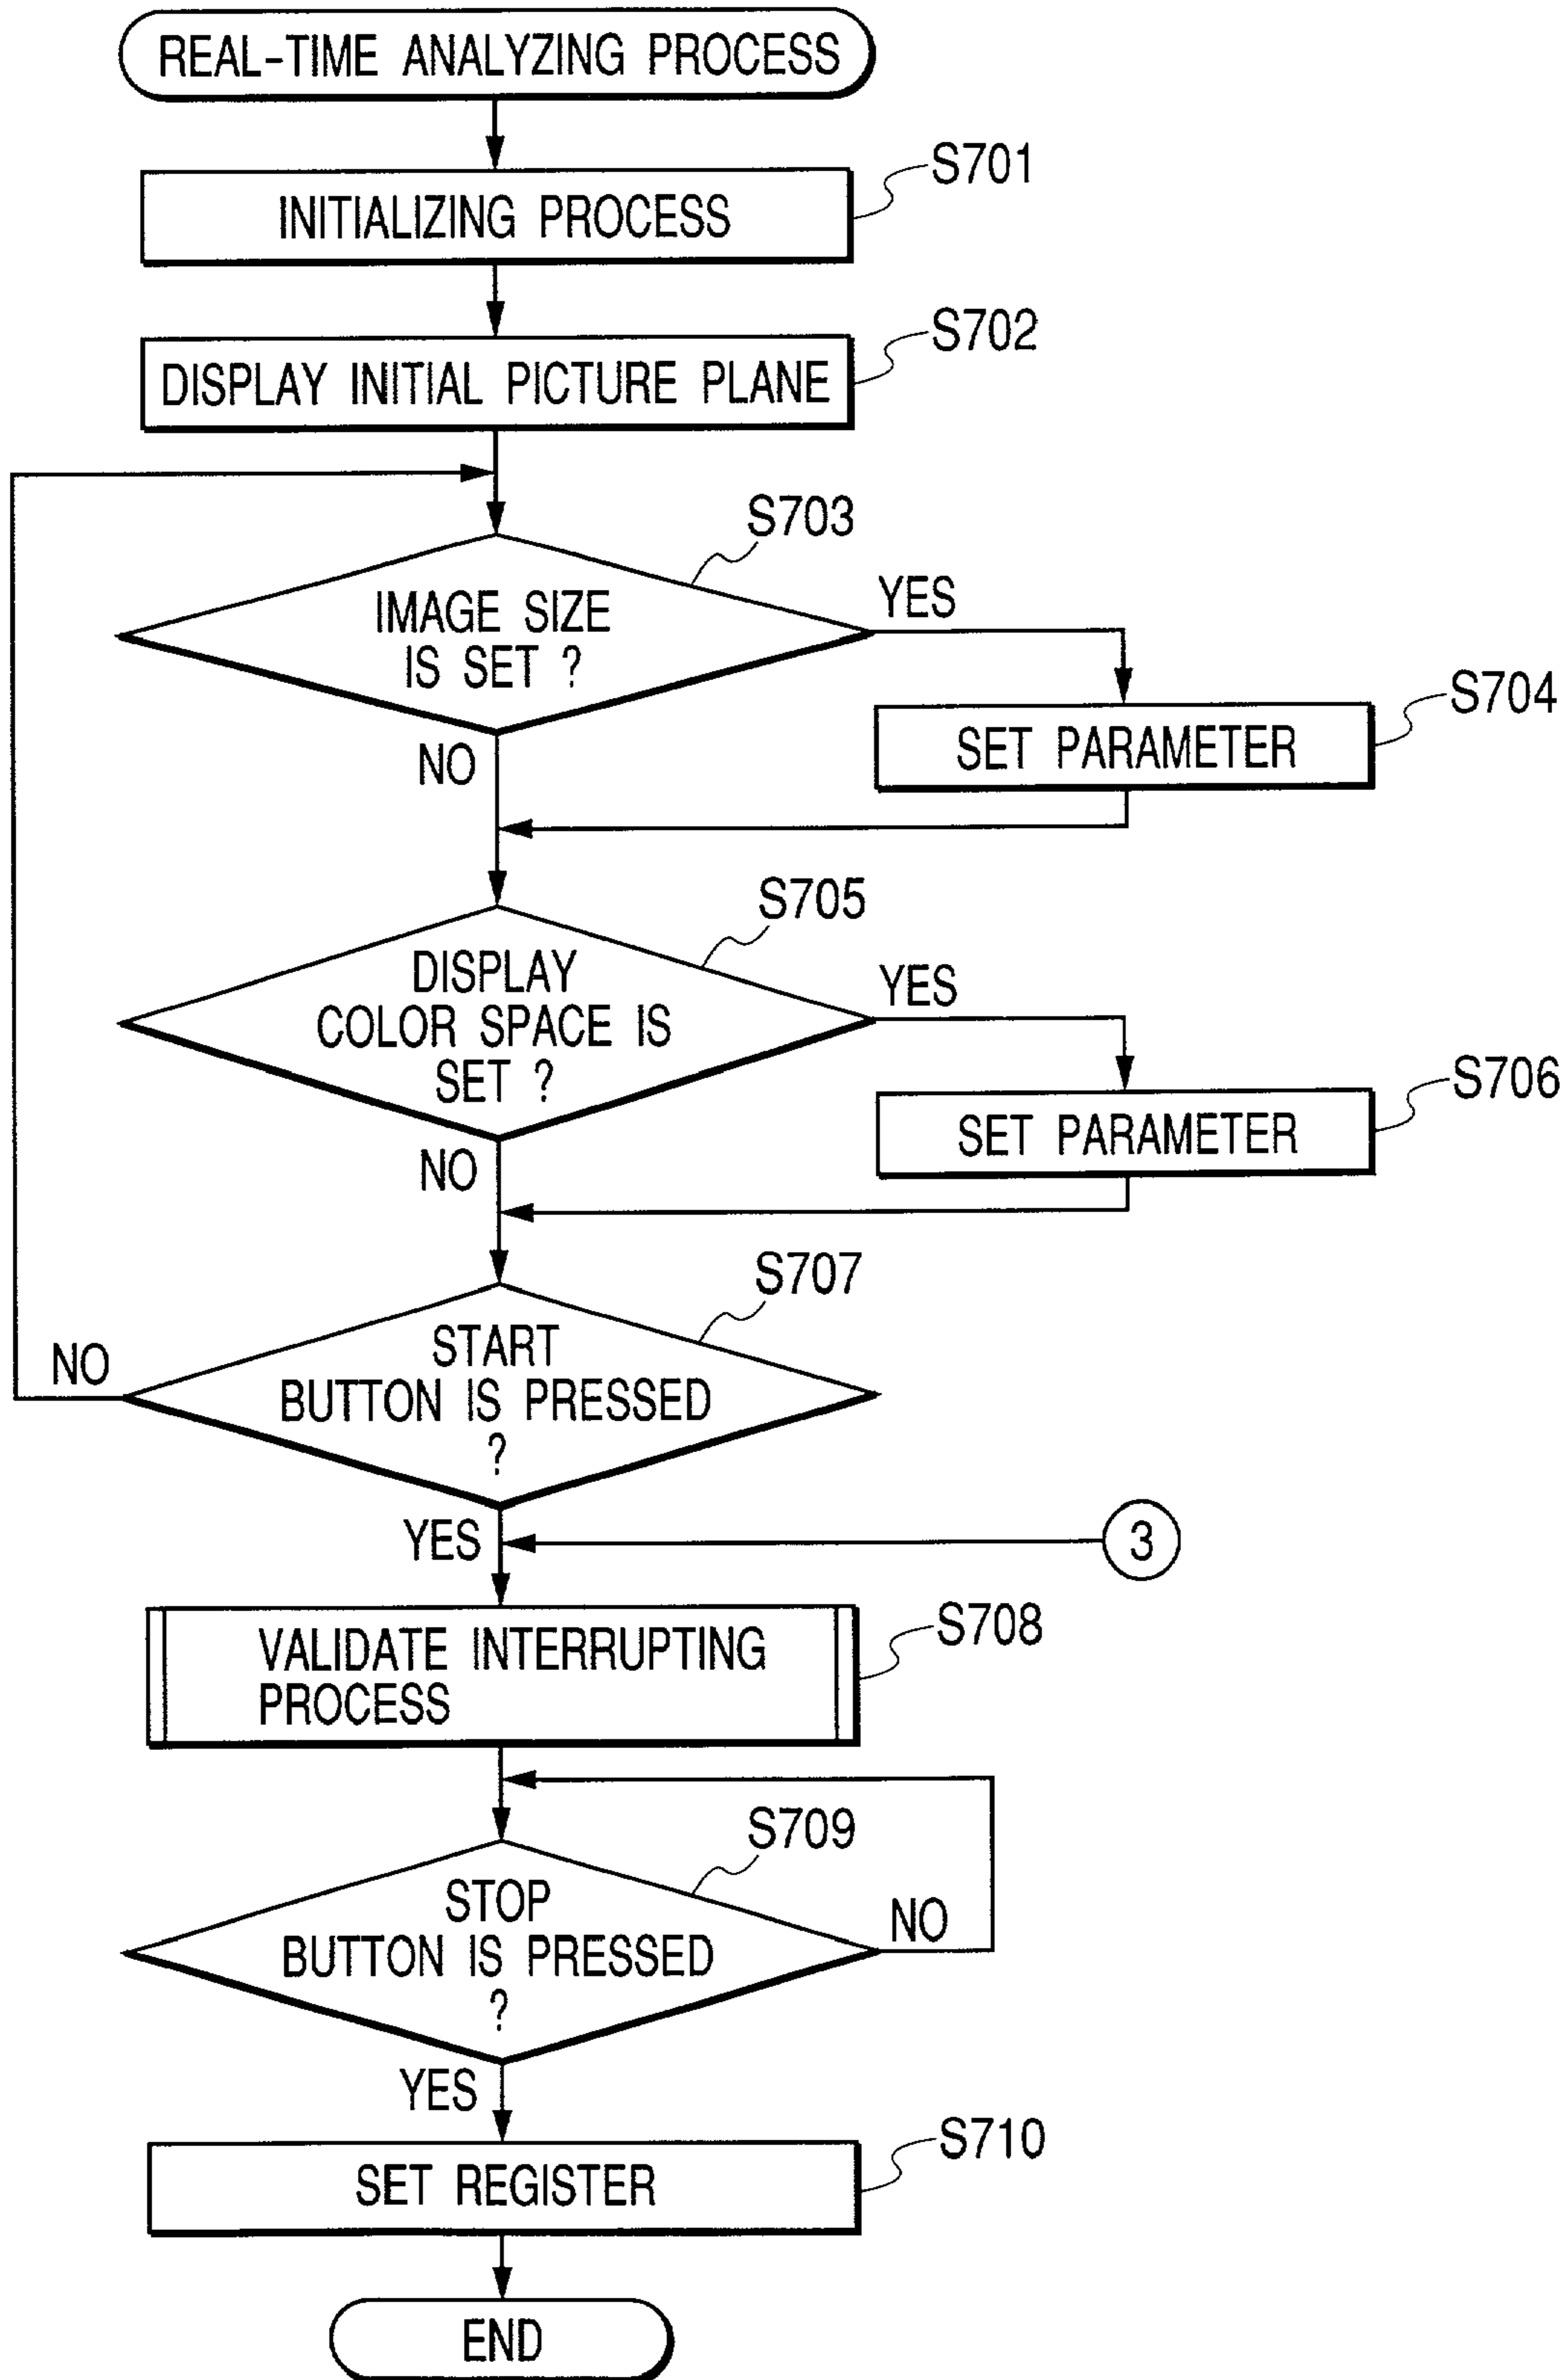 REAL-TIME ANALYZING PROCESS
S701
INITIALIZING PROCESS
S702
DISPLAY INITIAL PICTURE PLANE
S703
IMAGE SIZE
IS SET ?
YES
S704
SET PARAMETER
NO
S705
DISPLAY
COLOR SPACE IS
SET ?
YES
S706
SET PARAMETER
NO
S707
START
BUTTON IS PRESSED
?
NO
YES
3
S708
VALIDATE INTERRUPTING
PROCESS
S709
STOP
BUTTON IS PRESSED
?
NO
YES
S710
SET REGISTER
END